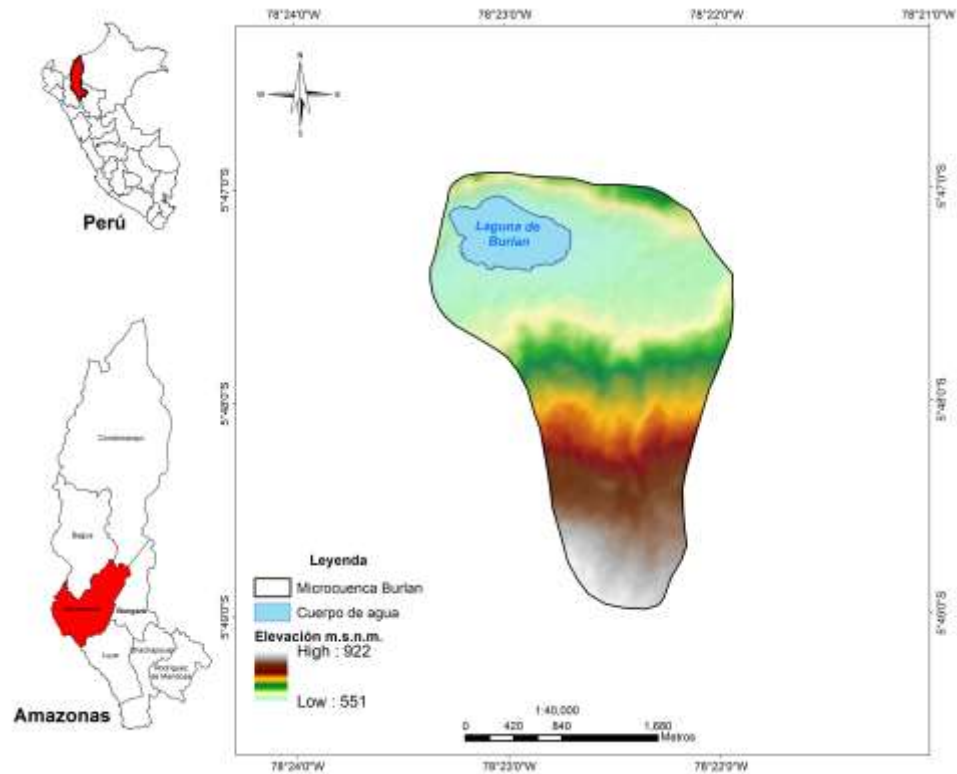 78°24'0"W 78°23'0"W 78°22'0"W 78°21'0"W
Perú
N
W
S
5°47'0"S
5°47'0"S
Laguna de
Burlan
5°48'0"S
5°48'0"S
Condorcanqui
Bagua
Bongará
Luya
Chachapoyas
Rodríguez
de Mendoza
Amazonas
5°49'0"S
5°49'0"S
Leyenda
Microcuenca Burlan
Cuerpo de agua
Elevación m.s.n.m.
High : 922
Low : 551
1:40,000
0 420 840 1,680
Metros
78°24'0"W 78°23'0"W 78°22'0"W